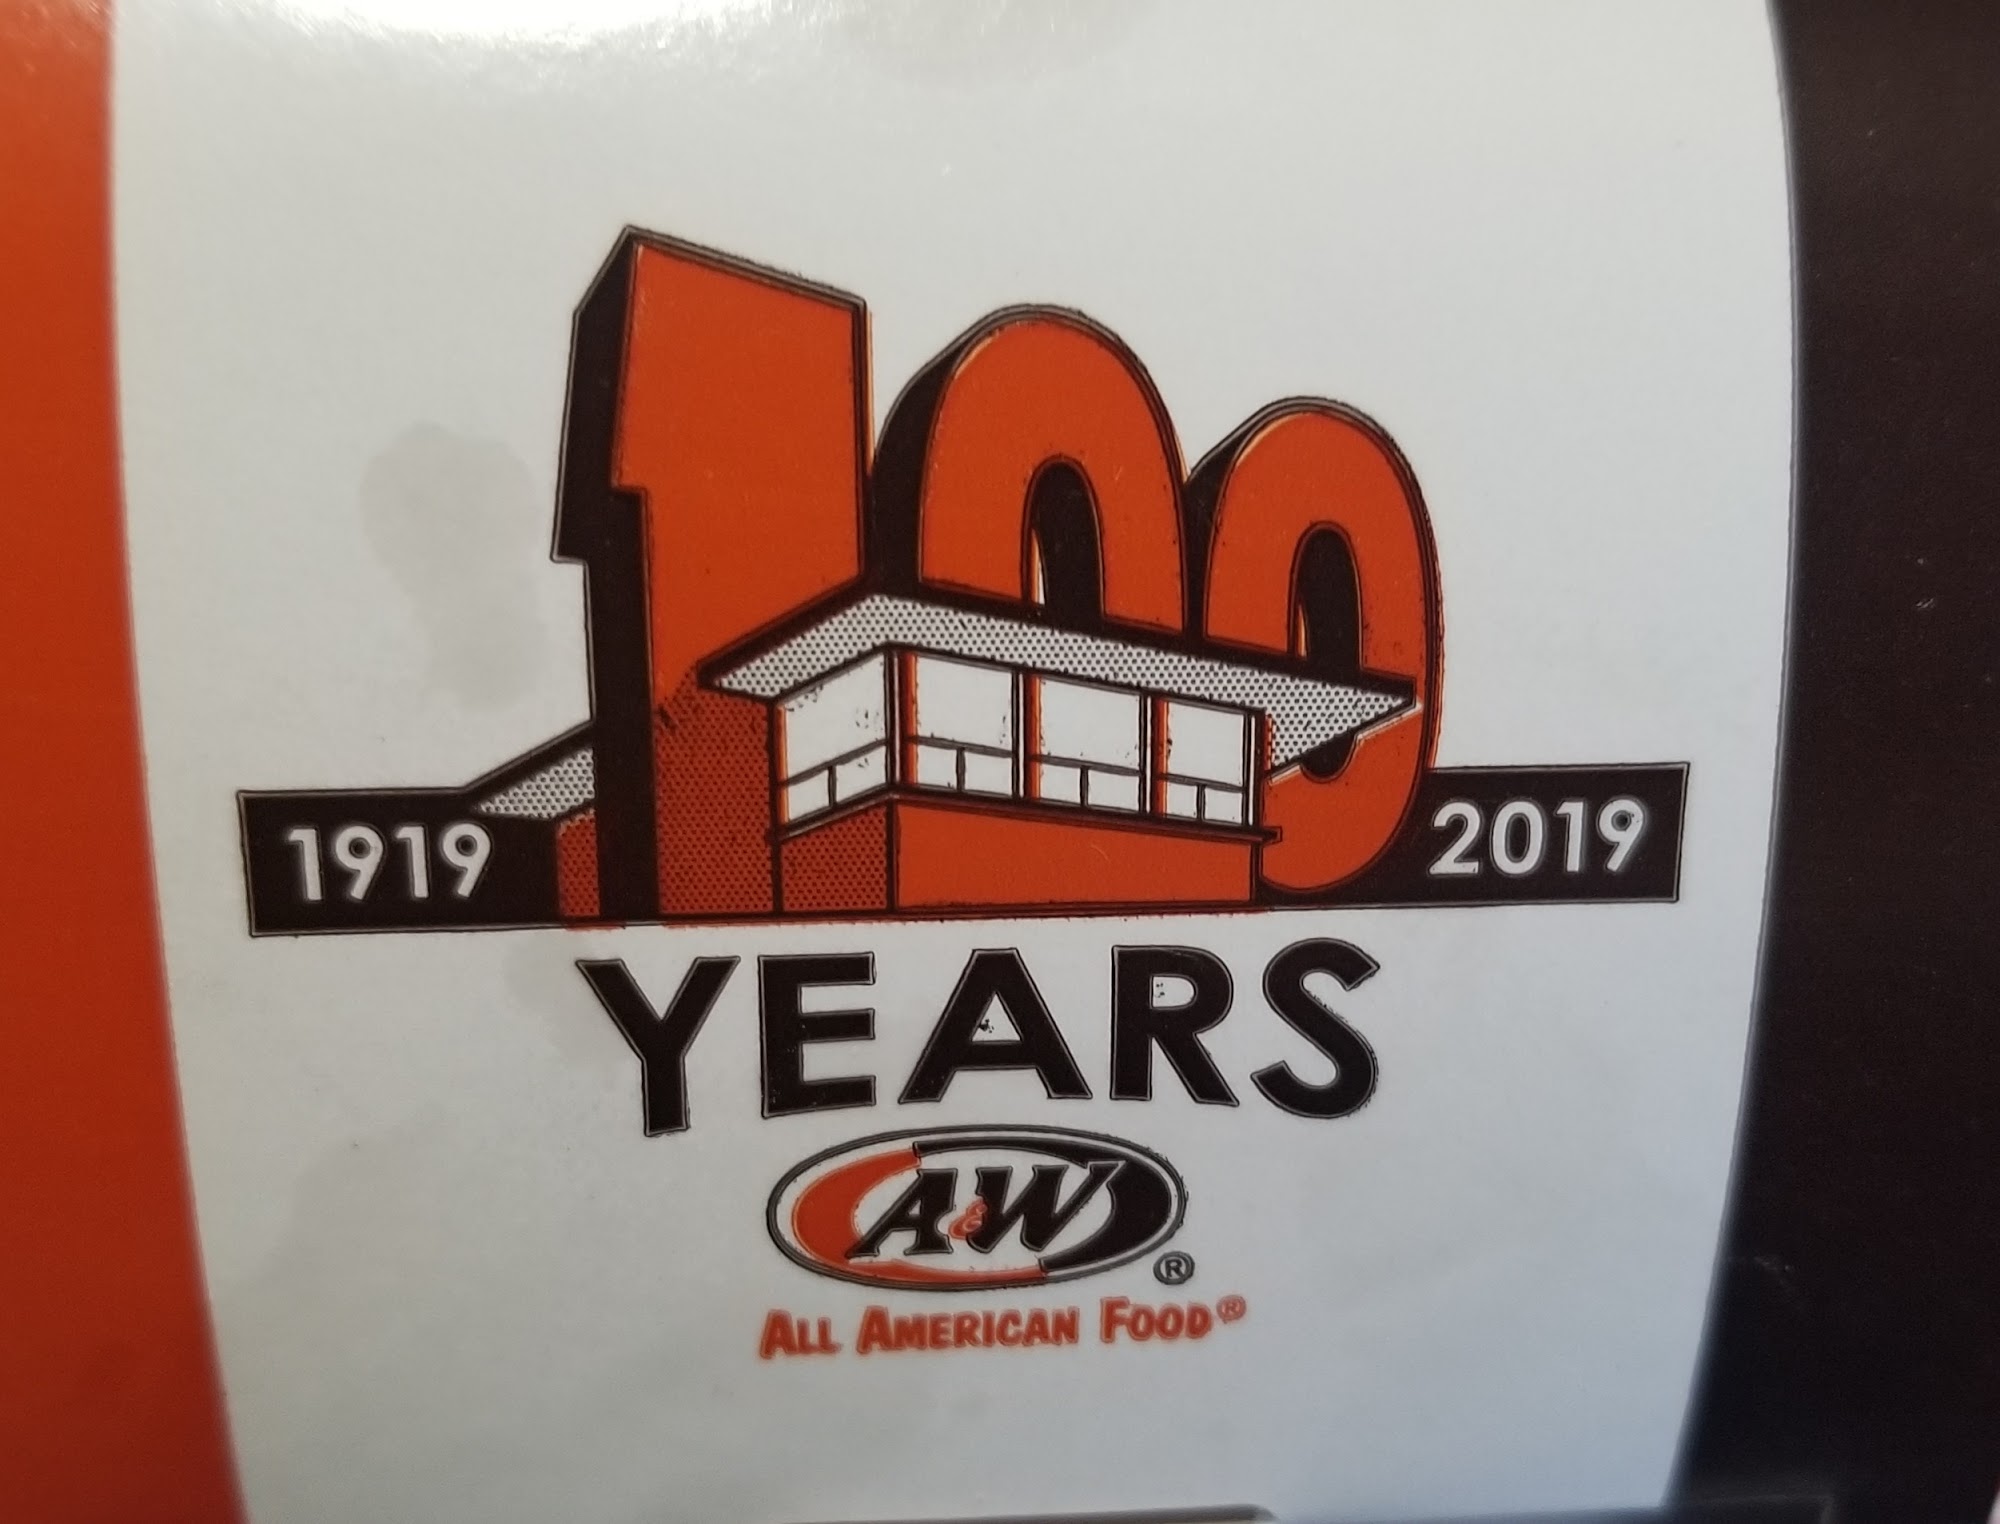 100
1919 2019
YEARS
A&W®
ALL AMERICAN FOOD®